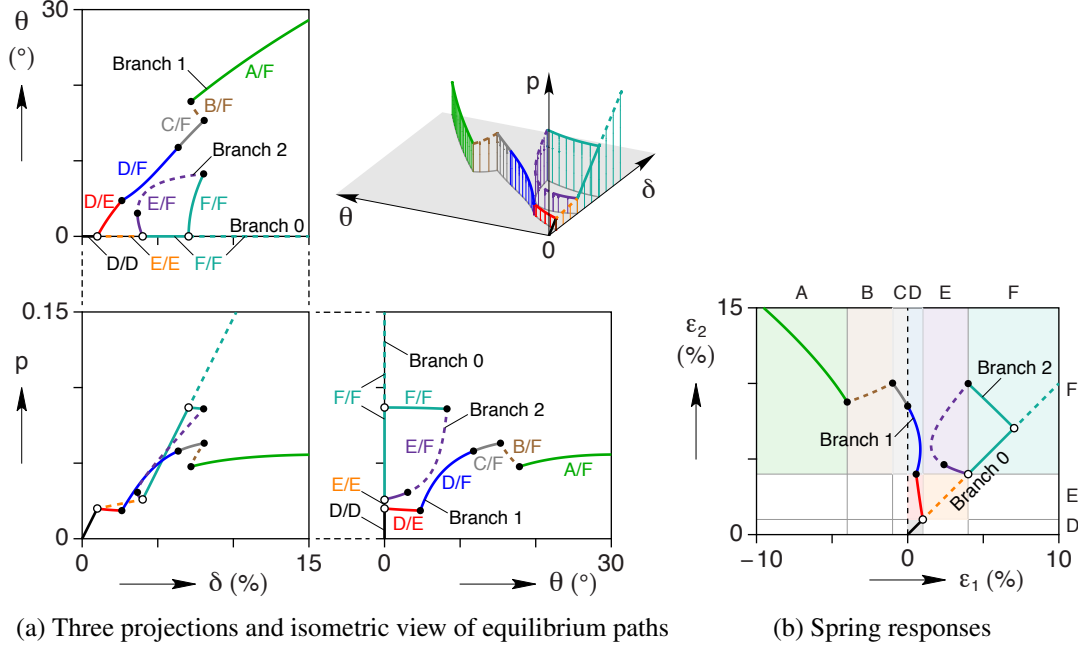 θ
(°)
30
0
Branch 1
A/F
B/F
C/F
Branch 2
D/F
D/E
E/F
F/F
Branch 0
D/D
E/E
F/F
p
θ
δ
0
p
0.15
0
0
15
δ (%)
Branch 0
F/F
F/F
Branch 2
E/F
B/F
C/F
D/F
A/F
E/E
D/D
D/E
Branch 1
0
30
θ (°)
A
B
C
D
E
F
15
ε2
(%)
0
Branch 2
Branch 1
Branch 0
F
E
D
−10
0
10
ε1 (%)
(a) Three projections and isometric view of equilibrium paths
(b) Spring responses